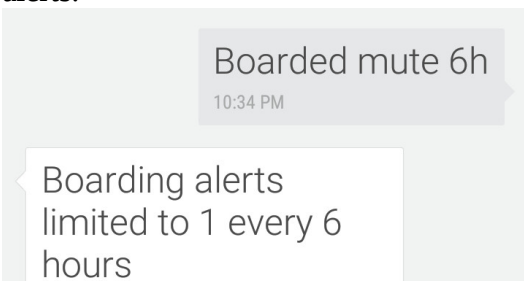 alerts.
Boarded mute 6h
10:34 PM
Boarding alerts
limited to 1 every 6
hours